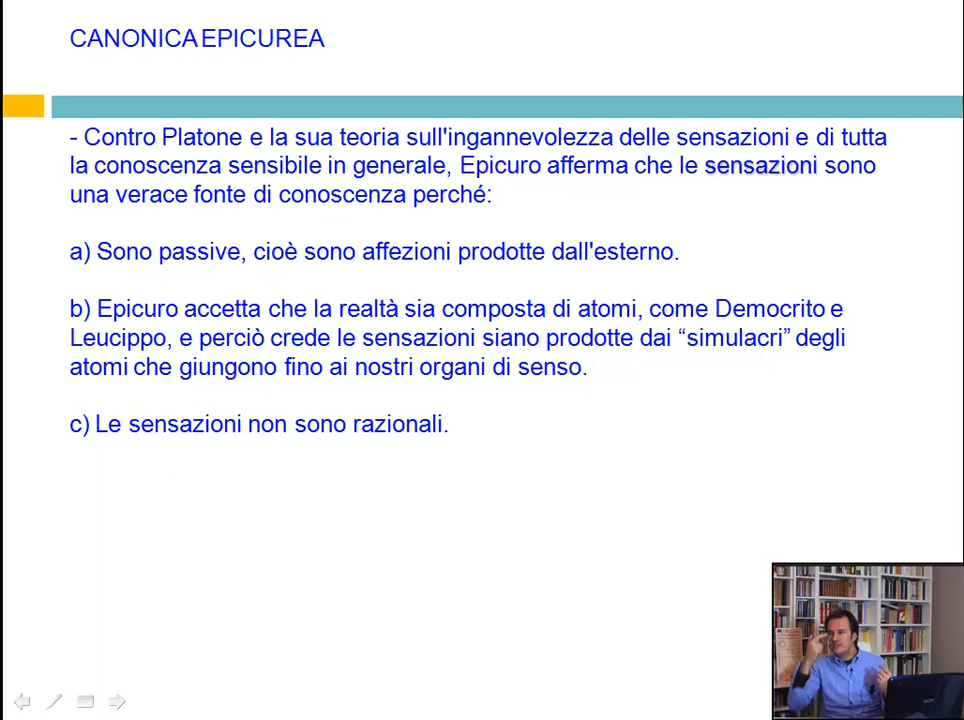 CANONICA EPICUREA
- Contro Platone e la sua teoria sull'ingannevolezza delle sensazioni e di tutta
la conoscenza sensibile in generale, Epicuro afferma che le sensazioni sono
una verace fonte di conoscenza perché:
a) Sono passive, cioè sono affezioni prodotte dall'esterno.
b) Epicuro accetta che la realtà sia composta di atomi, come Democrito e
Leucippo, e perciò crede le sensazioni siano prodotte dai “simulacri” degli
atomi che giungono fino ai nostri organi di senso.
c) Le sensazioni non sono razionali.